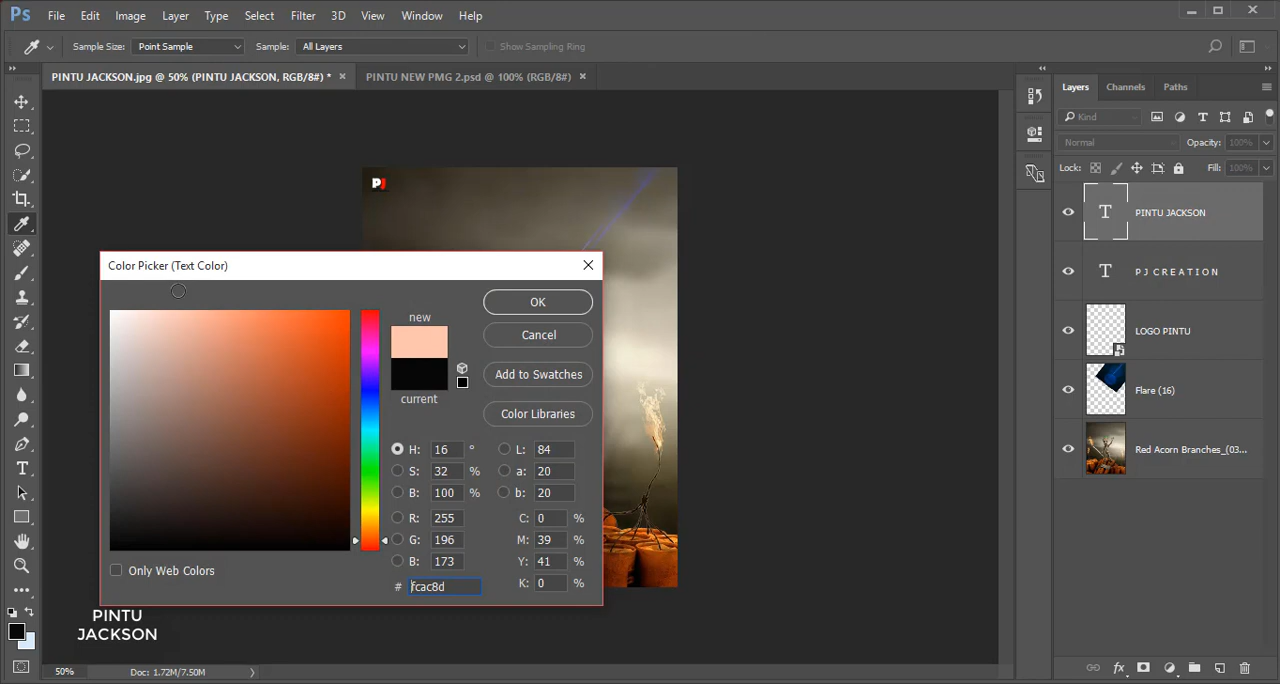 Ps File Edit Image Layer Type Select Filter 3D View Window Help
Sample Size: Point Sample Sample: All Layers Show Sampling Ring
PINTU JACKSON.jpg @ 50% (PINTU JACKSON, RGB/8#) * × PINTU NEW PMG 2.psd @ 100% (RGB/8#) ×
Layers Channels Paths
Kind
Normal Opacity: 100%
Lock: Fill: 100%
PJ
T PINTU JACKSON
T P J C R E A T I O N
LOGO PINTU
Flare (16)
Red Acorn Branches_(03...
Color Picker (Text Color)
new
current
OK
Cancel
Add to Swatches
Color Libraries
H: 16 ° L: 84
S: 32 % a: 20
B: 100 % b: 20
R: 255 C: 0 %
G: 196 M: 39 %
B: 173 Y: 41 %
# fcac8d K: 0 %
Only Web Colors
PINTU
JACKSON
50% Doc: 1.72M/7.50M